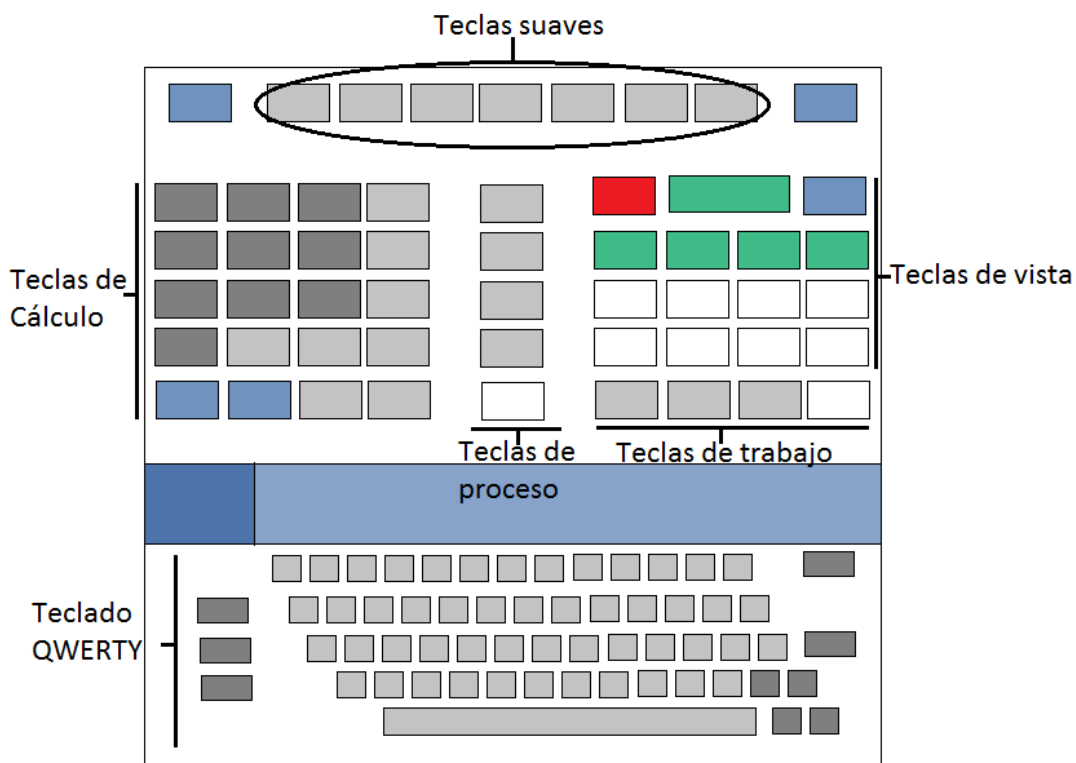 Teclas suaves
Teclas de
Cálculo
Teclas de vista
Teclas de
proceso
Teclas de trabajo
Teclado
QWERTY